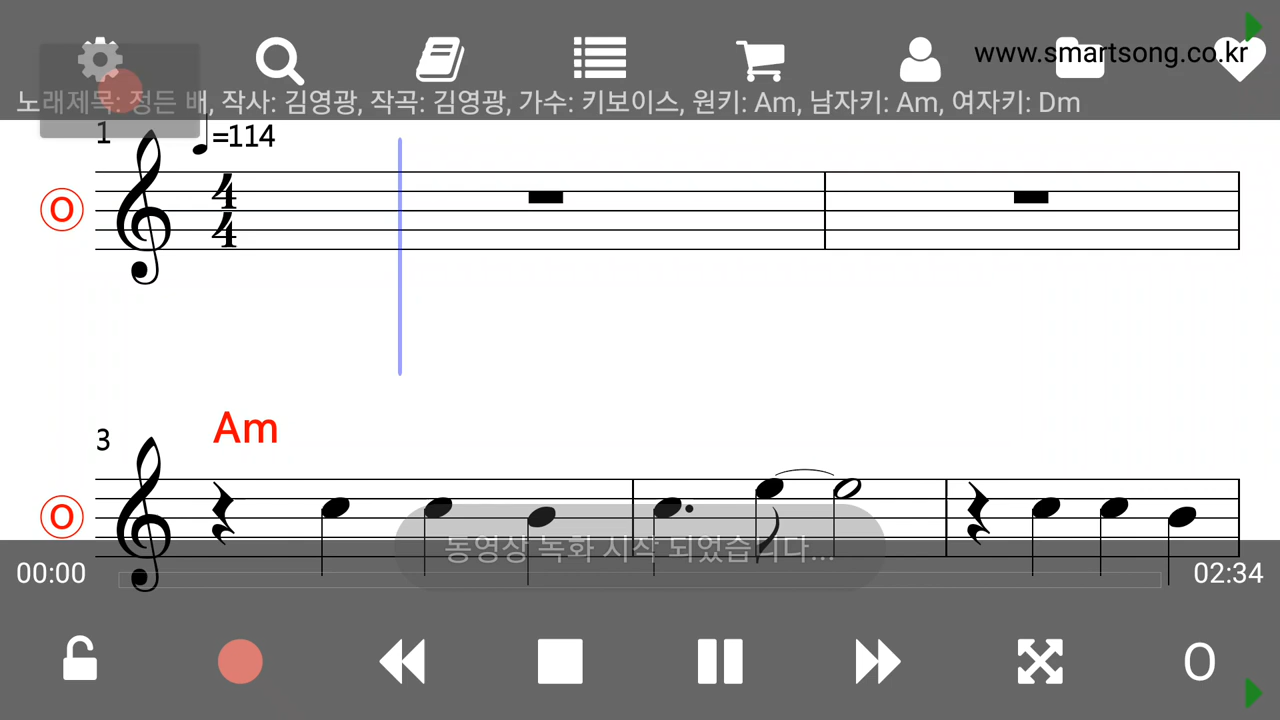 www.smartsong.co.kr
노래제목: 정든 배, 작사: 김영광, 작곡: 김영광, 가수: 키보이스, 원키: Am, 남자키: Am, 여자키: Dm
1 =114
4
4
O
Am
3
O
동영상 녹화 시작 되었습니다...
00:00 02:34
O